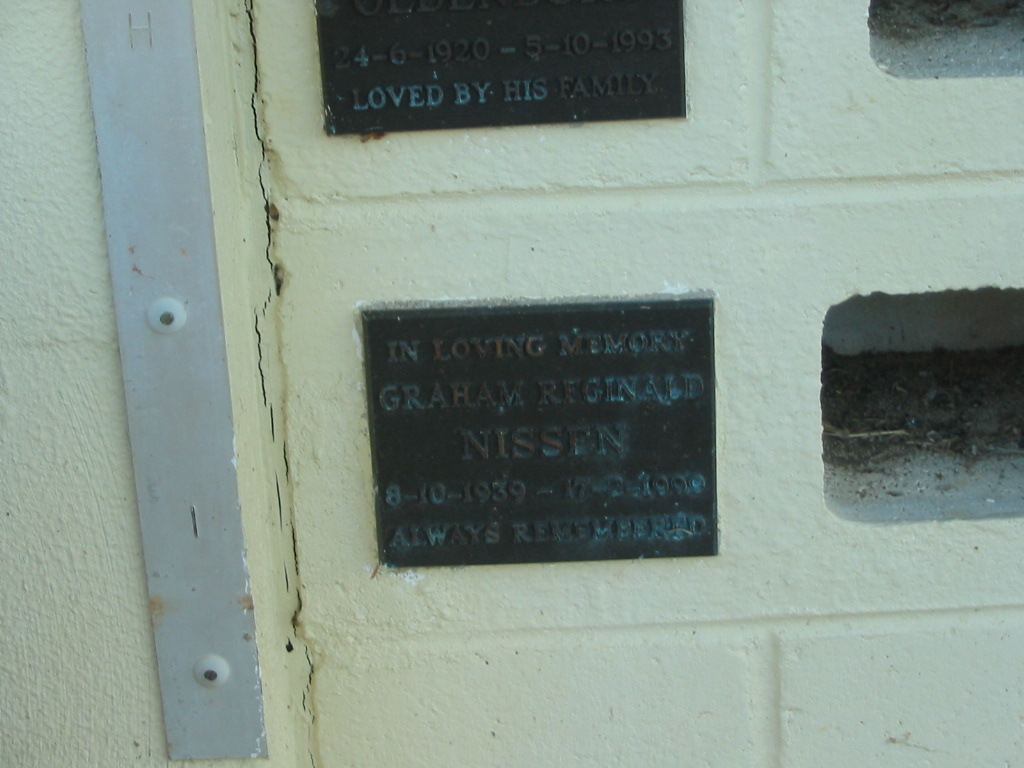 H
24-6-1920 - 5-10-1993
LOVED BY HIS FAMILY
IN LOVING MEMORY
GRAHAM REGINALD
NISSEN
8-10-1939 - 17-2-1999
ALWAYS REMEMBERED